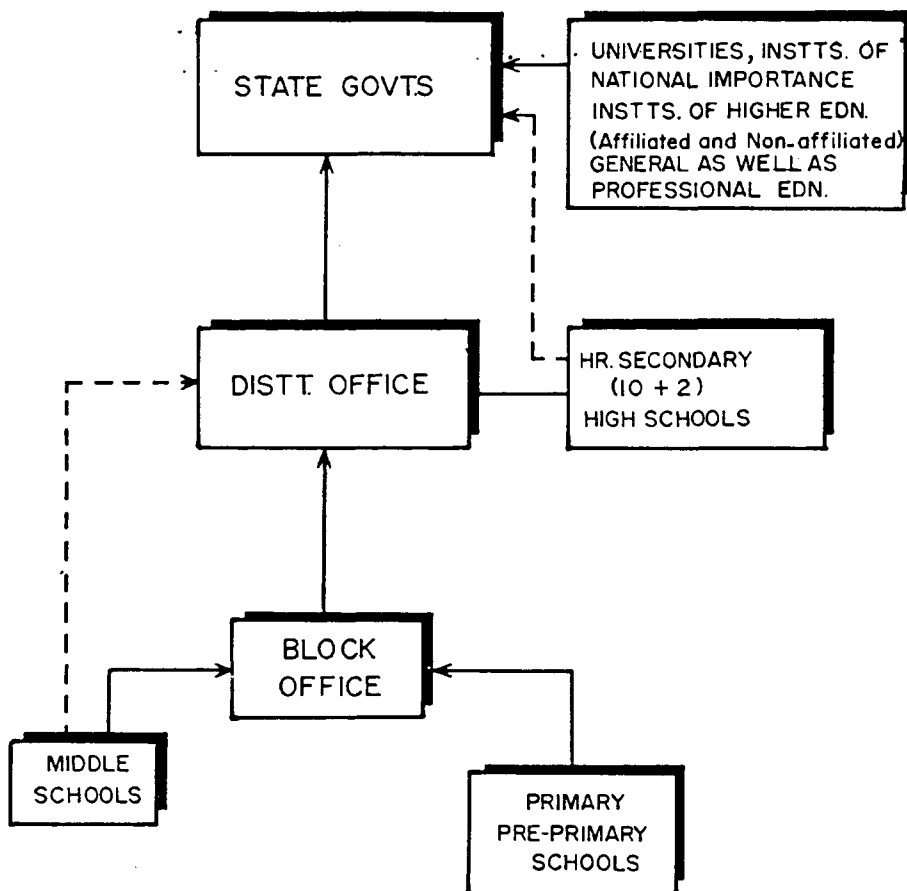 STATE GOVTS
UNIVERSITIES, INSTTS. OF
NATIONAL IMPORTANCE
INSTTS. OF HIGHER EDN.
(Affiliated and Non-affiliated)
GENERAL AS WELL AS
PROFESSIONAL EDN.
DISTT. OFFICE
HR. SECONDARY
(10 + 2)
HIGH SCHOOLS
BLOCK
OFFICE
MIDDLE
SCHOOLS
PRIMARY
PRE-PRIMARY
SCHOOLS